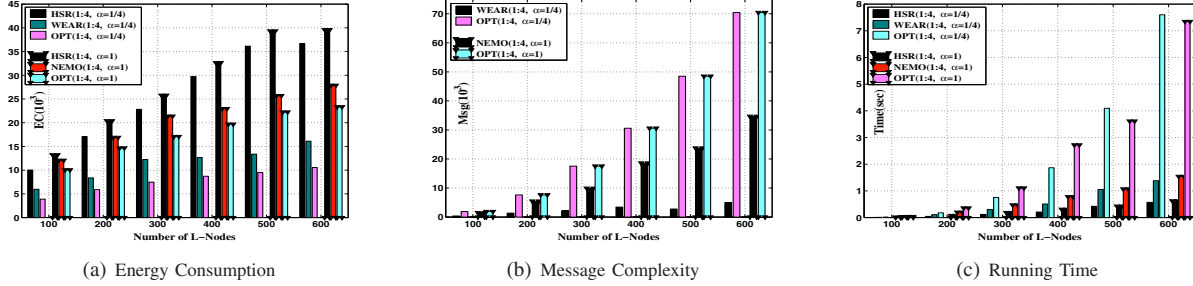 45
40
35
30
25
20
15
10
5
0
EC(10^3)
HSR(1:4, α=1/4)
WEAR(1:4, α=1/4)
OPT(1:4, α=1/4)
HSR(1:4, α=1)
NEMO(1:4, α=1)
OPT(1:4, α=1)
100 200 300 400 500 600
Number of L−Nodes
(a) Energy Consumption
70
60
50
40
30
20
10
0
Msg(10^3)
WEAR(1:4, α=1/4)
OPT(1:4, α=1/4)
NEMO(1:4, α=1)
OPT(1:4, α=1)
100 200 300 400 500 600
Number of L−Nodes
(b) Message Complexity
8
7
6
5
4
3
2
1
0
Time(sec)
HSR(1:4, α=1/4)
WEAR(1:4, α=1/4)
OPT(1:4, α=1/4)
HSR(1:4, α=1)
NEMO(1:4, α=1)
OPT(1:4, α=1)
100 200 300 400 500 600
Number of L−Nodes
(c) Running Time